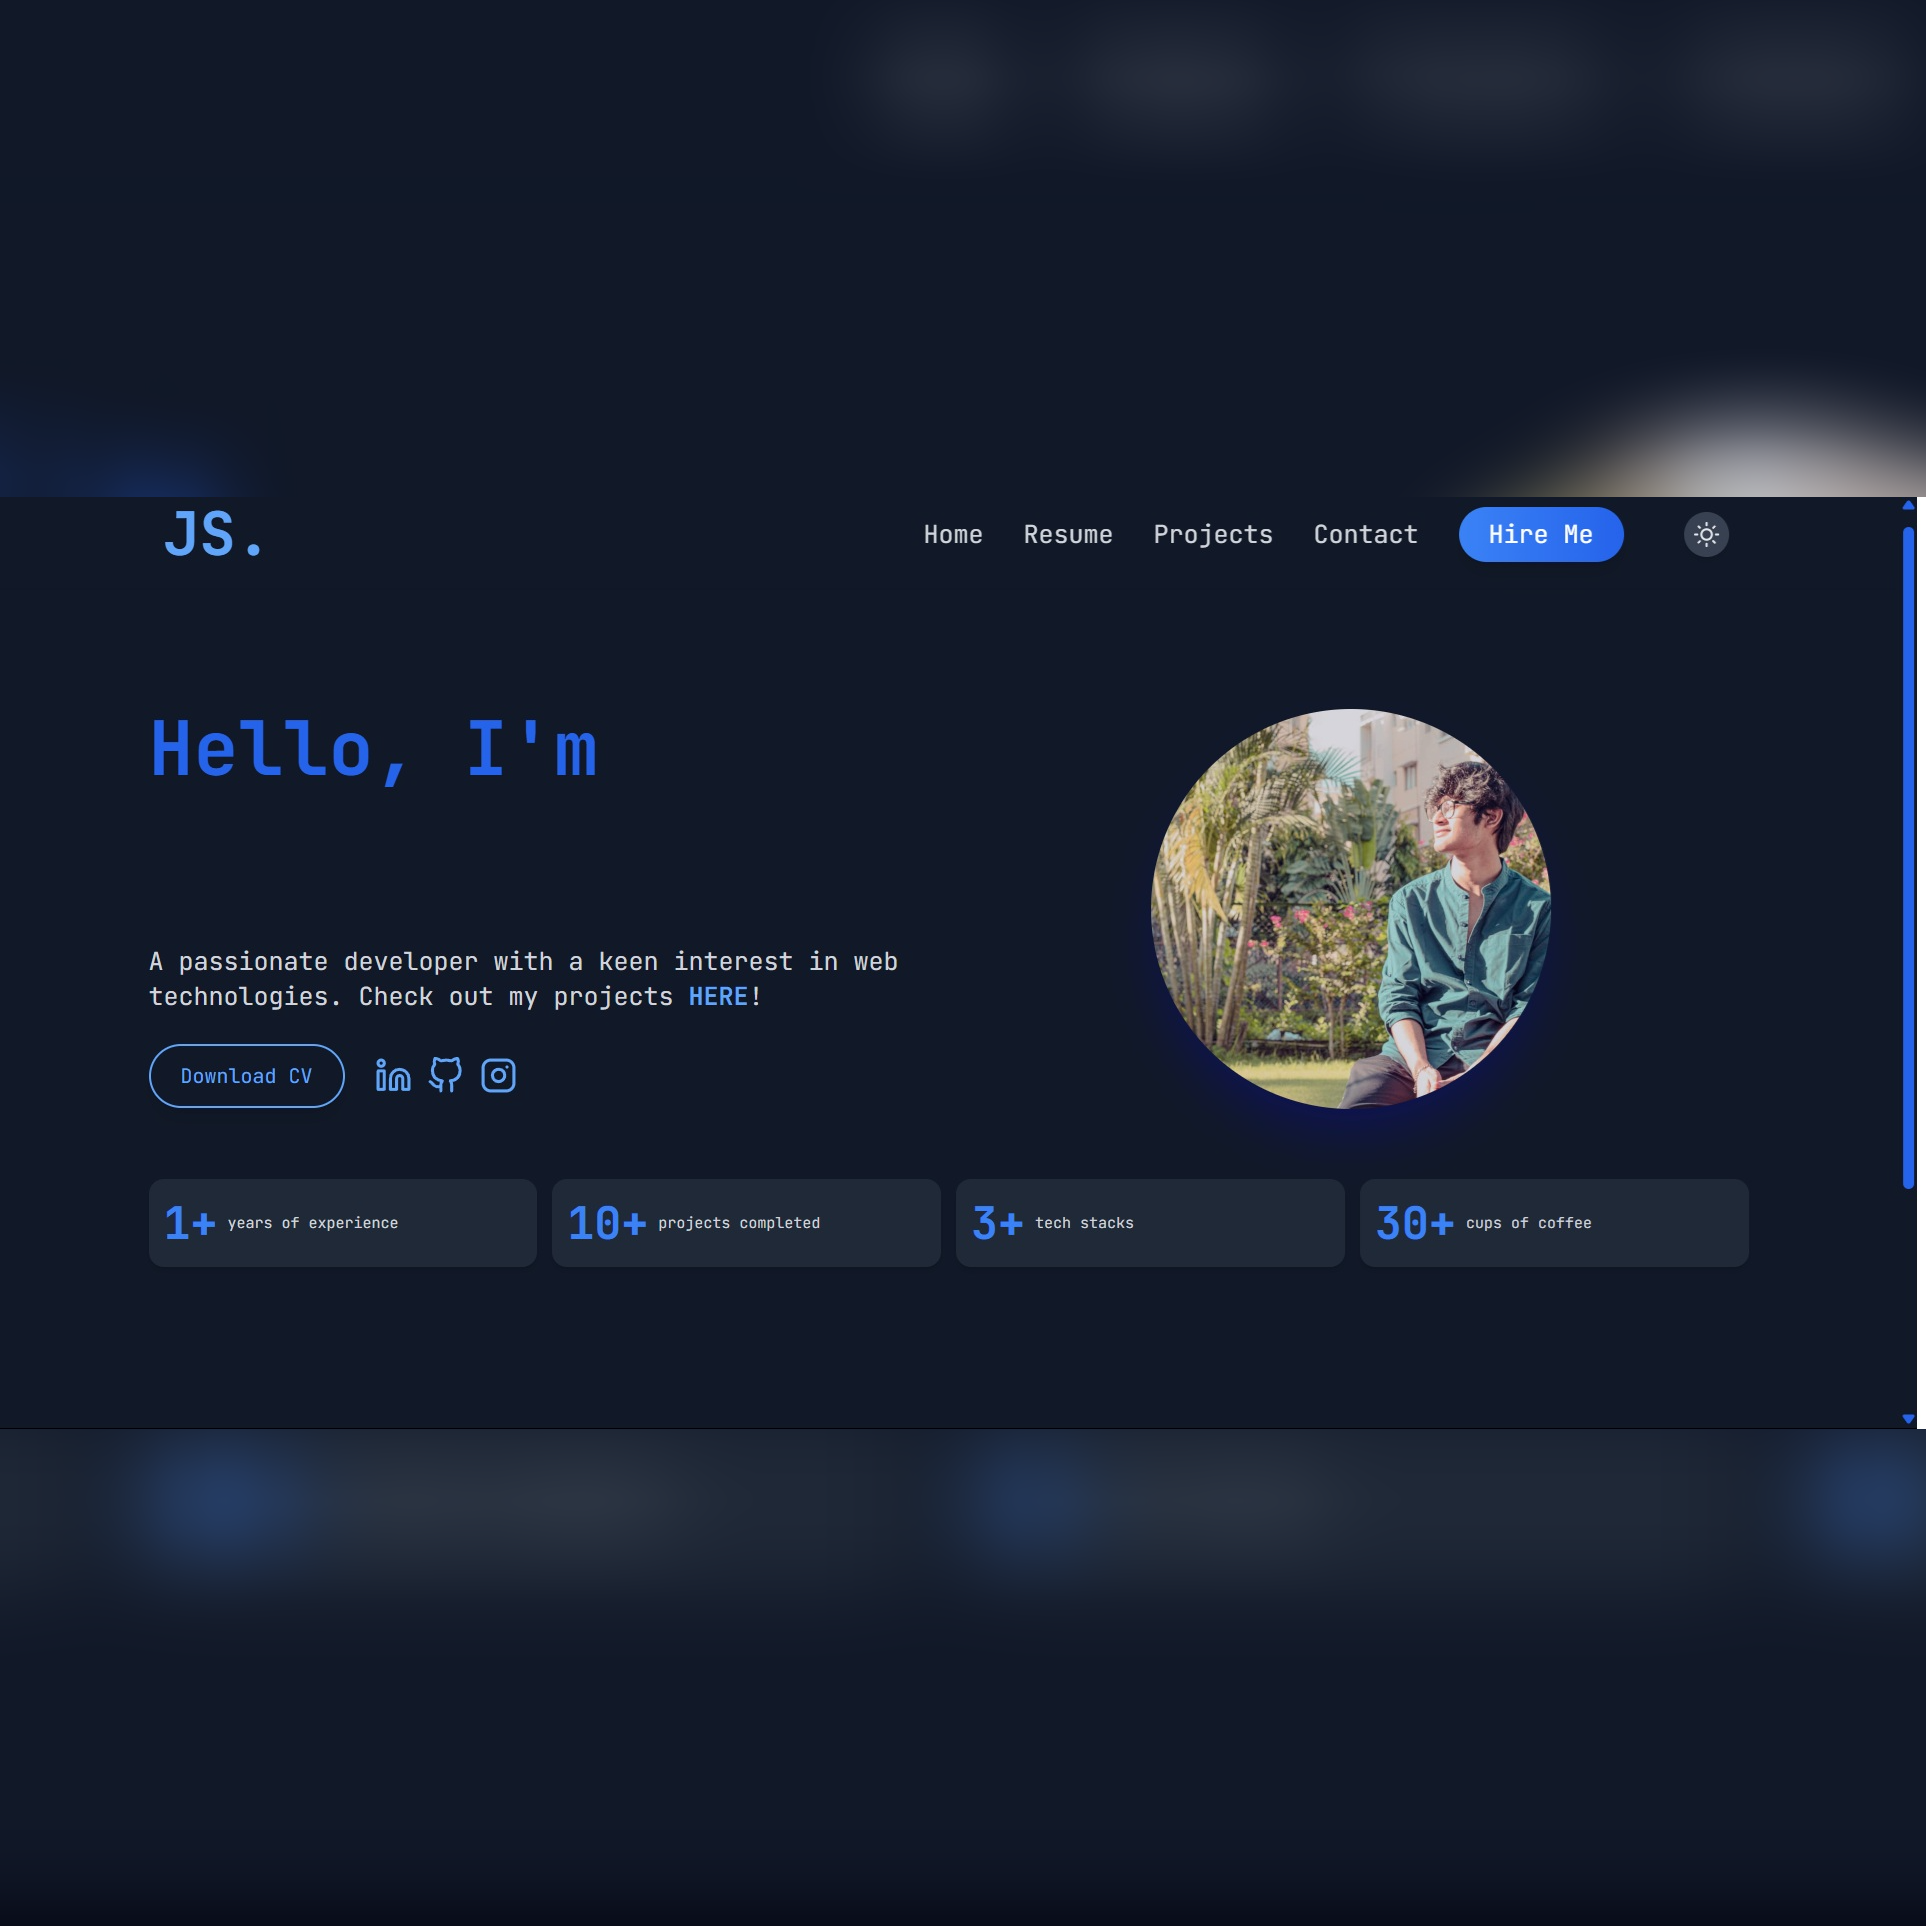 JS.
Home Resume Projects Contact Hire Me
Hello, I'm
A passionate developer with a keen interest in web
technologies. Check out my projects HERE!
Download CV
1+ years of experience
10+ projects completed
3+ tech stacks
30+ cups of coffee